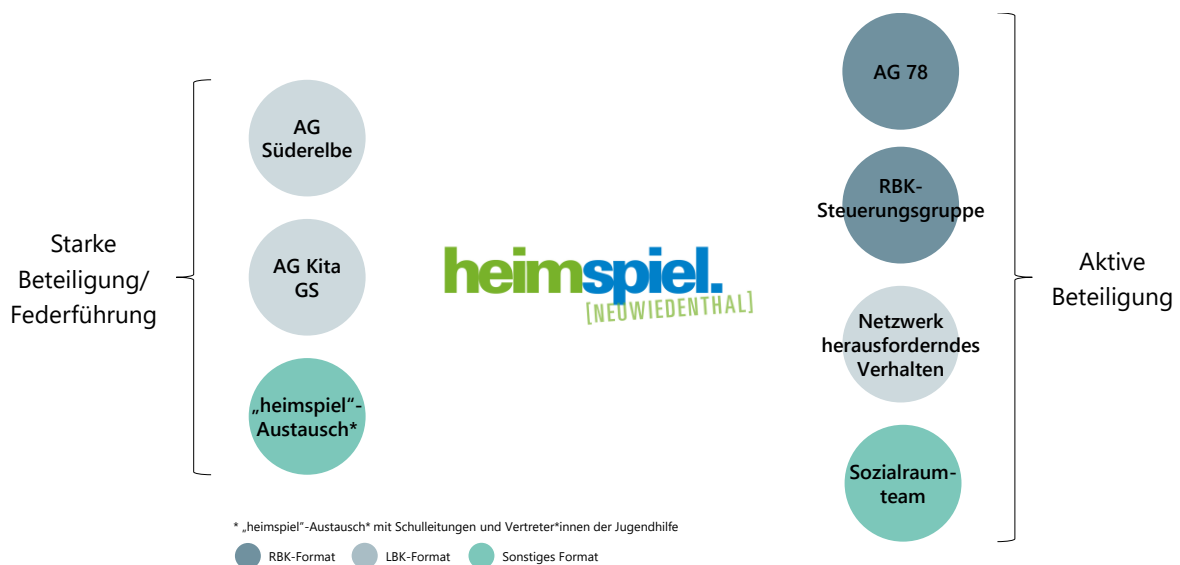 Starke
Beteiligung/
Federführung
AG
Süderelbe
AG Kita
GS
„heimspiel“-
Austausch*
heimspiel.
[NEUWIEDENTHAL]
AG 78
RBK-
Steuerungsgruppe
Netzwerk
herausforderndes
Verhalten
Sozialraum-
team
Aktive
Beteiligung
* „heimspiel“-Austausch* mit Schulleitungen und Vertreter*innen der Jugendhilfe
RBK-Format LBK-Format Sonstiges Format